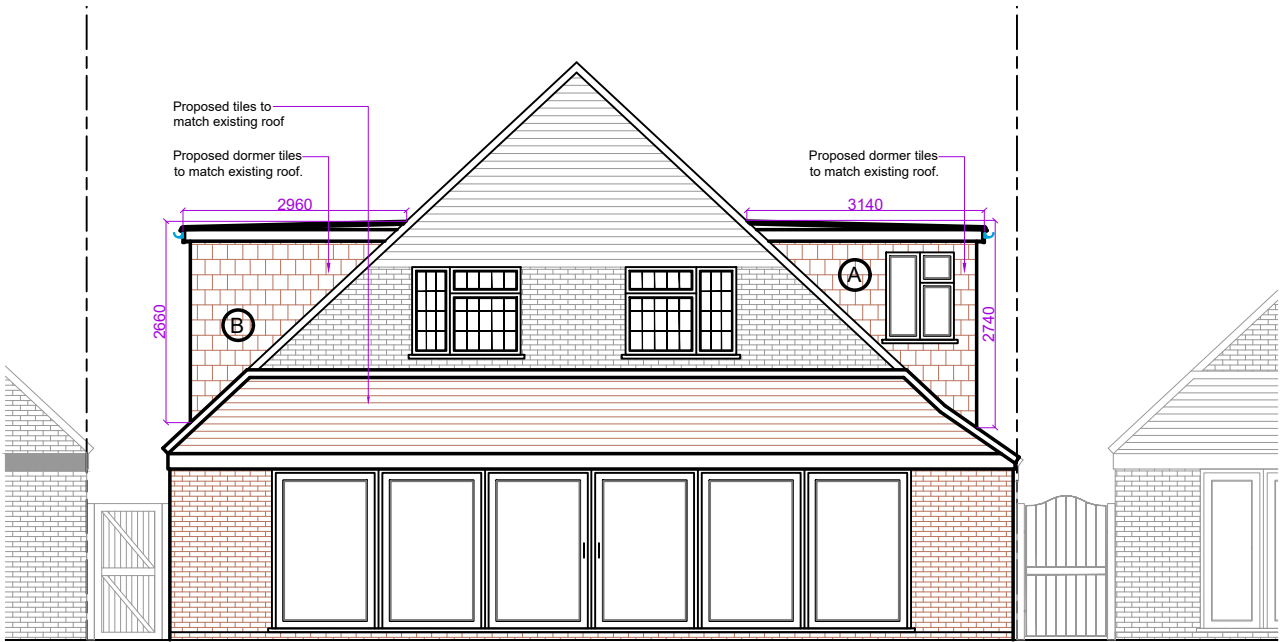 Proposed tiles to
match existing roof
Proposed dormer tiles
to match existing roof.
Proposed dormer tiles
to match existing roof.
2960
3140
2660
2740
A
B